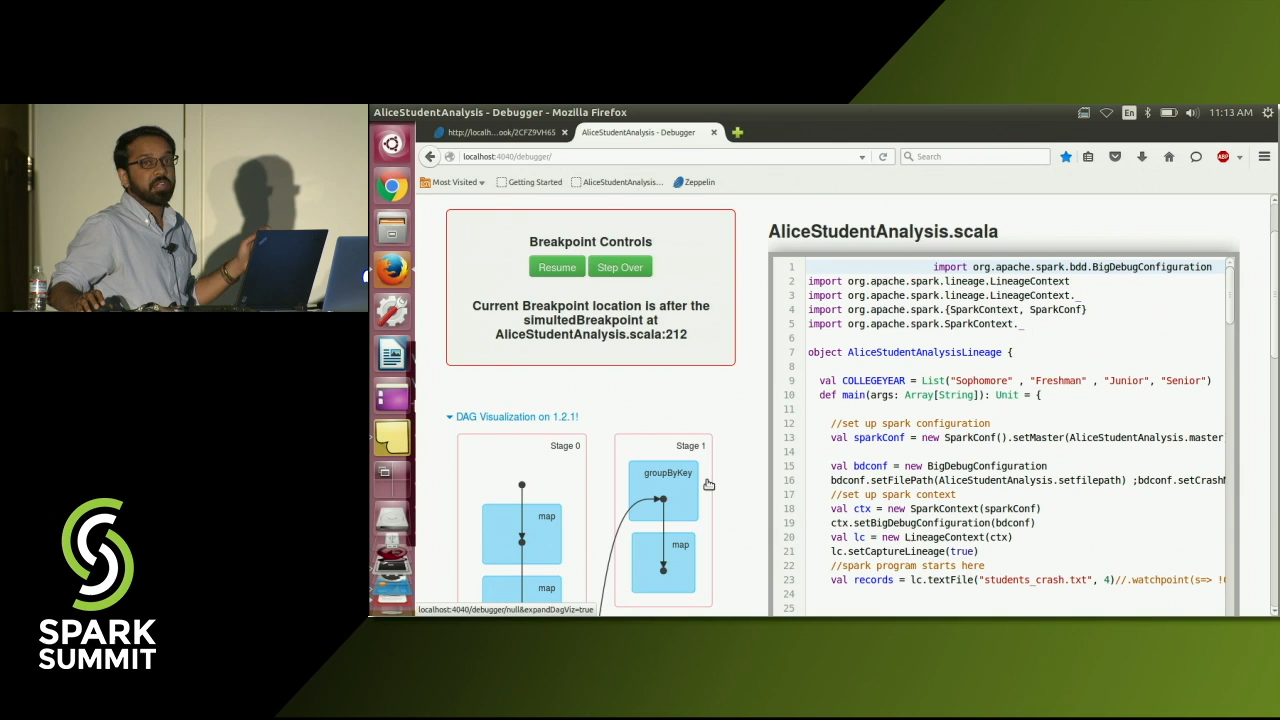 AliceStudentAnalysis - Debugger - Mozilla Firefox
En
11:13 AM
http://localh...ook/2CFZ9VH6S
AliceStudentAnalysis - Debugger
localhost:4040/debugger/
Search
ABP
Most Visited
Getting Started
AliceStudentAnalysis...
Zeppelin
Breakpoint Controls
Resume
Step Over
Current Breakpoint location is after the
simultedBreakpoint at
AliceStudentAnalysis.scala:212
DAG Visualization on 1.2.1!
Stage 0
map
map
Stage 1
groupByKey
map
localhost:4040/debugger/null&expandDagViz=true
AliceStudentAnalysis.scala
1 import org.apache.spark.bdd.BigDebugConfiguration
2 import org.apache.spark.lineage.LineageContext
3 import org.apache.spark.lineage.LineageContext._
4 import org.apache.spark.{SparkContext, SparkConf}
5 import org.apache.spark.SparkContext._
6
7 object AliceStudentAnalysisLineage {
8
9 val COLLEGEYEAR = List("Sophomore" , "Freshman" , "Junior", "Senior")
10 def main(args: Array[String]): Unit = {
11
12 //set up spark configuration
13 val sparkConf = new SparkConf().setMaster(AliceStudentAnalysis.master
14
15 val bdconf = new BigDebugConfiguration
16 bdconf.setFilePath(AliceStudentAnalysis.setfilepath) ;bdconf.setCrashM
17 //set up spark context
18 val ctx = new SparkContext(sparkConf)
19 ctx.setBigDebugConfiguration(bdconf)
20 val lc = new LineageContext(ctx)
21 lc.setCaptureLineage(true)
22 //spark program starts here
23 val records = lc.textFile("students_crash.txt", 4)//.watchpoint(s=> !
24
25
SPARK
SUMMIT